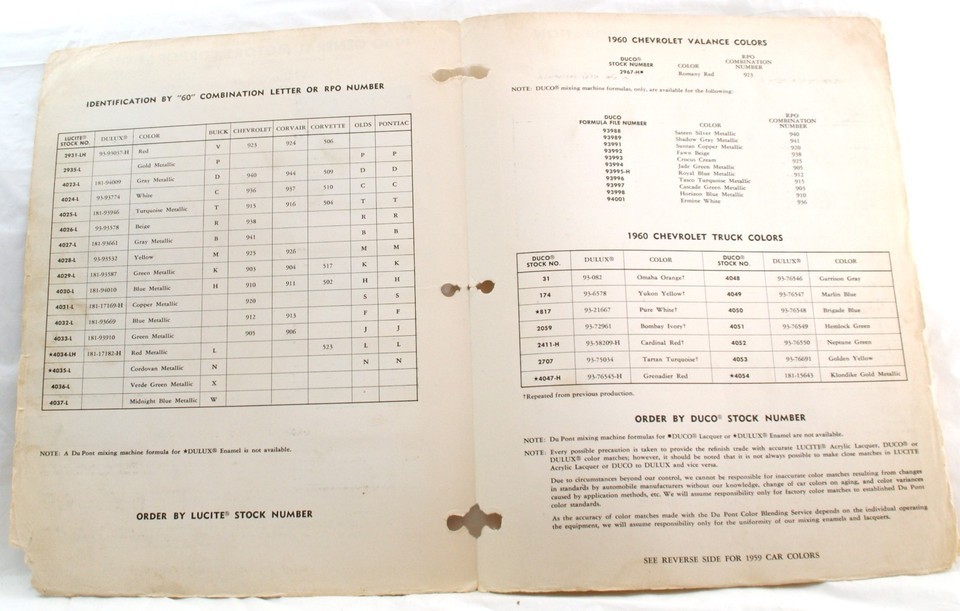 IDENTIFICATION BY "60" COMBINATION LETTER OR RPO NUMBER
LUCITE® STOCK NO. DULUX® COLOR BUICK CHEVROLET CORVAIR CORVETTE OLDS PONTIAC
2931-LH Red V 923 924 506
2935-L Gold Metallic P P P
4023-L 181-94009 Gray Metallic D 940 944 509 D D
4024-L 93-93774 White C 936 937 510 C C
4025-L 181-93946 Turquoise Metallic T 915 916 504 T T
4026-L 93-93578 Beige R 938 R R
4027-L 181-93661 Gray Metallic B 941 B B
4028-L 93-93532 Yellow M 925 926 M M
4029-L 181-93587 Green Metallic K 903 904 517 K K
4030-L 181-94010 Blue Metallic H 910 911 502 H H
4031-L 181-17169-H Copper Metallic 920 S S
4032-L 181-93669 Blue Metallic 912 913 F F
4033-L 181-93910 Green Metallic 905 906 J J
*4034-LH 181-17182-H Red Metallic L 523 L L
*4035-L Cordovan Metallic N N N
4036-L Verde Green Metallic X
4037-L Midnight Blue Metallic W
NOTE: A Du Pont mixing machine formula for *DULUX® Enamel is not available.
ORDER BY LUCITE® STOCK NUMBER
1960 CHEVROLET VALANCE COLORS
DUCO® STOCK NUMBER COLOR RPO COMBINATION NUMBER
2967-H* Romany Red 923
NOTE: DUCO® mixing machine formulas, only, are available for the following:
DUCO FORMULA FILE NUMBER COLOR RPO COMBINATION NUMBER
93988 Sateen Silver Metallic 940
93989 Shadow Gray Metallic 941
93991 Suntan Copper Metallic 920
93992 Fawn Beige 938
93993 Crocus Cream 925
93994 Jade Green Metallic 905
93995-H Royal Blue Metallic 912
93996 Tasco Turquoise Metallic 915
93997 Cascade Green Metallic 903
93998 Horizon Blue Metallic 910
94001 Ermine White 936
1960 CHEVROLET TRUCK COLORS
DUCO® STOCK NO. DULUX® COLOR DUCO® STOCK NO. DULUX® COLOR
31 93-082 Omaha Orange† 4048 93-76546 Garrison Gray
174 93-6578 Yukon Yellow† 4049 93-76547 Marlin Blue
*817 93-21667 Pure White† 4050 93-76548 Brigade Blue
2059 93-72961 Bombay Ivory† 4051 93-76549 Hemlock Green
2411-H 93-58209-H Cardinal Red† 4052 93-76550 Neptune Green
2707 93-75034 Tartan Turquoise† 4053 93-76691 Golden Yellow
*4047-H 93-76545-H Grenadier Red *4054 181-15643 Klondike Gold Metallic
†Repeated from previous production.
ORDER BY DUCO® STOCK NUMBER
NOTE: Du Pont mixing machine formulas for *DUCO® Lacquer or *DULUX® Enamel are not available.
NOTE: Every possible precaution is taken to provide the refinish trade with accurate LUCITE® Acrylic Lacquer, DUCO® or
DULUX® color matches; however, it should be noted that it is not always possible to make close matches in LUCITE
Acrylic Lacquer or DUCO to DULUX and vice versa.
Due to circumstances beyond our control, we cannot be responsible for inaccurate color matches resulting from changes
in standards by automobile manufacturers without our knowledge, change of car colors on aging, and color variances
caused by application methods, etc. We will assume responsibility only for factory color matches to established Du Pont
color standards.
As the accuracy of color matches made with the Du Pont Color Blending Service depends on the individual operating
the equipment, we will assume responsibility only for the uniformity of our mixing enamels and lacquers.
SEE REVERSE SIDE FOR 1959 CAR COLORS